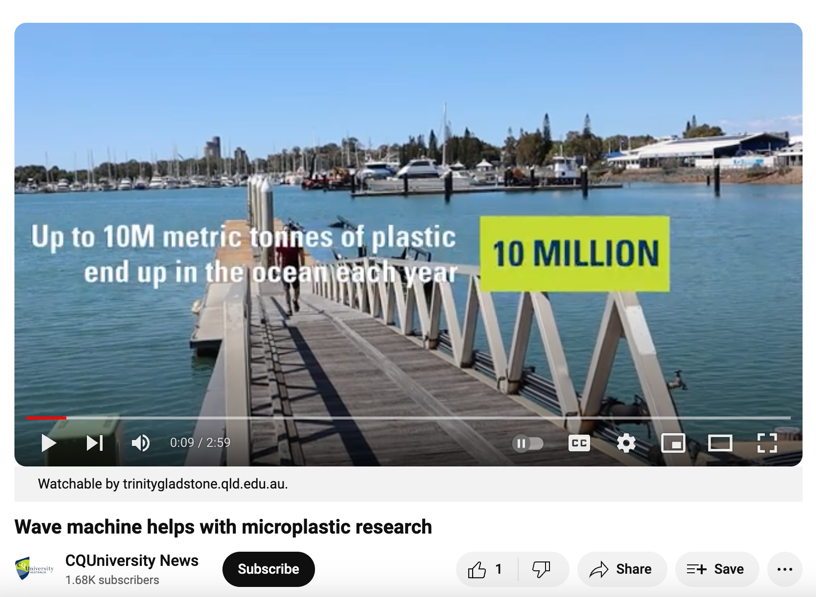 Up to 10M metric tonnes of plastic
end up in the ocean each year
10 MILLION
0:09 / 2:59
CC
Watchable by trinitygladstone.qld.edu.au.
Wave machine helps with microplastic research
CQUniversity News
1.68K subscribers
Subscribe
1
Share
Save